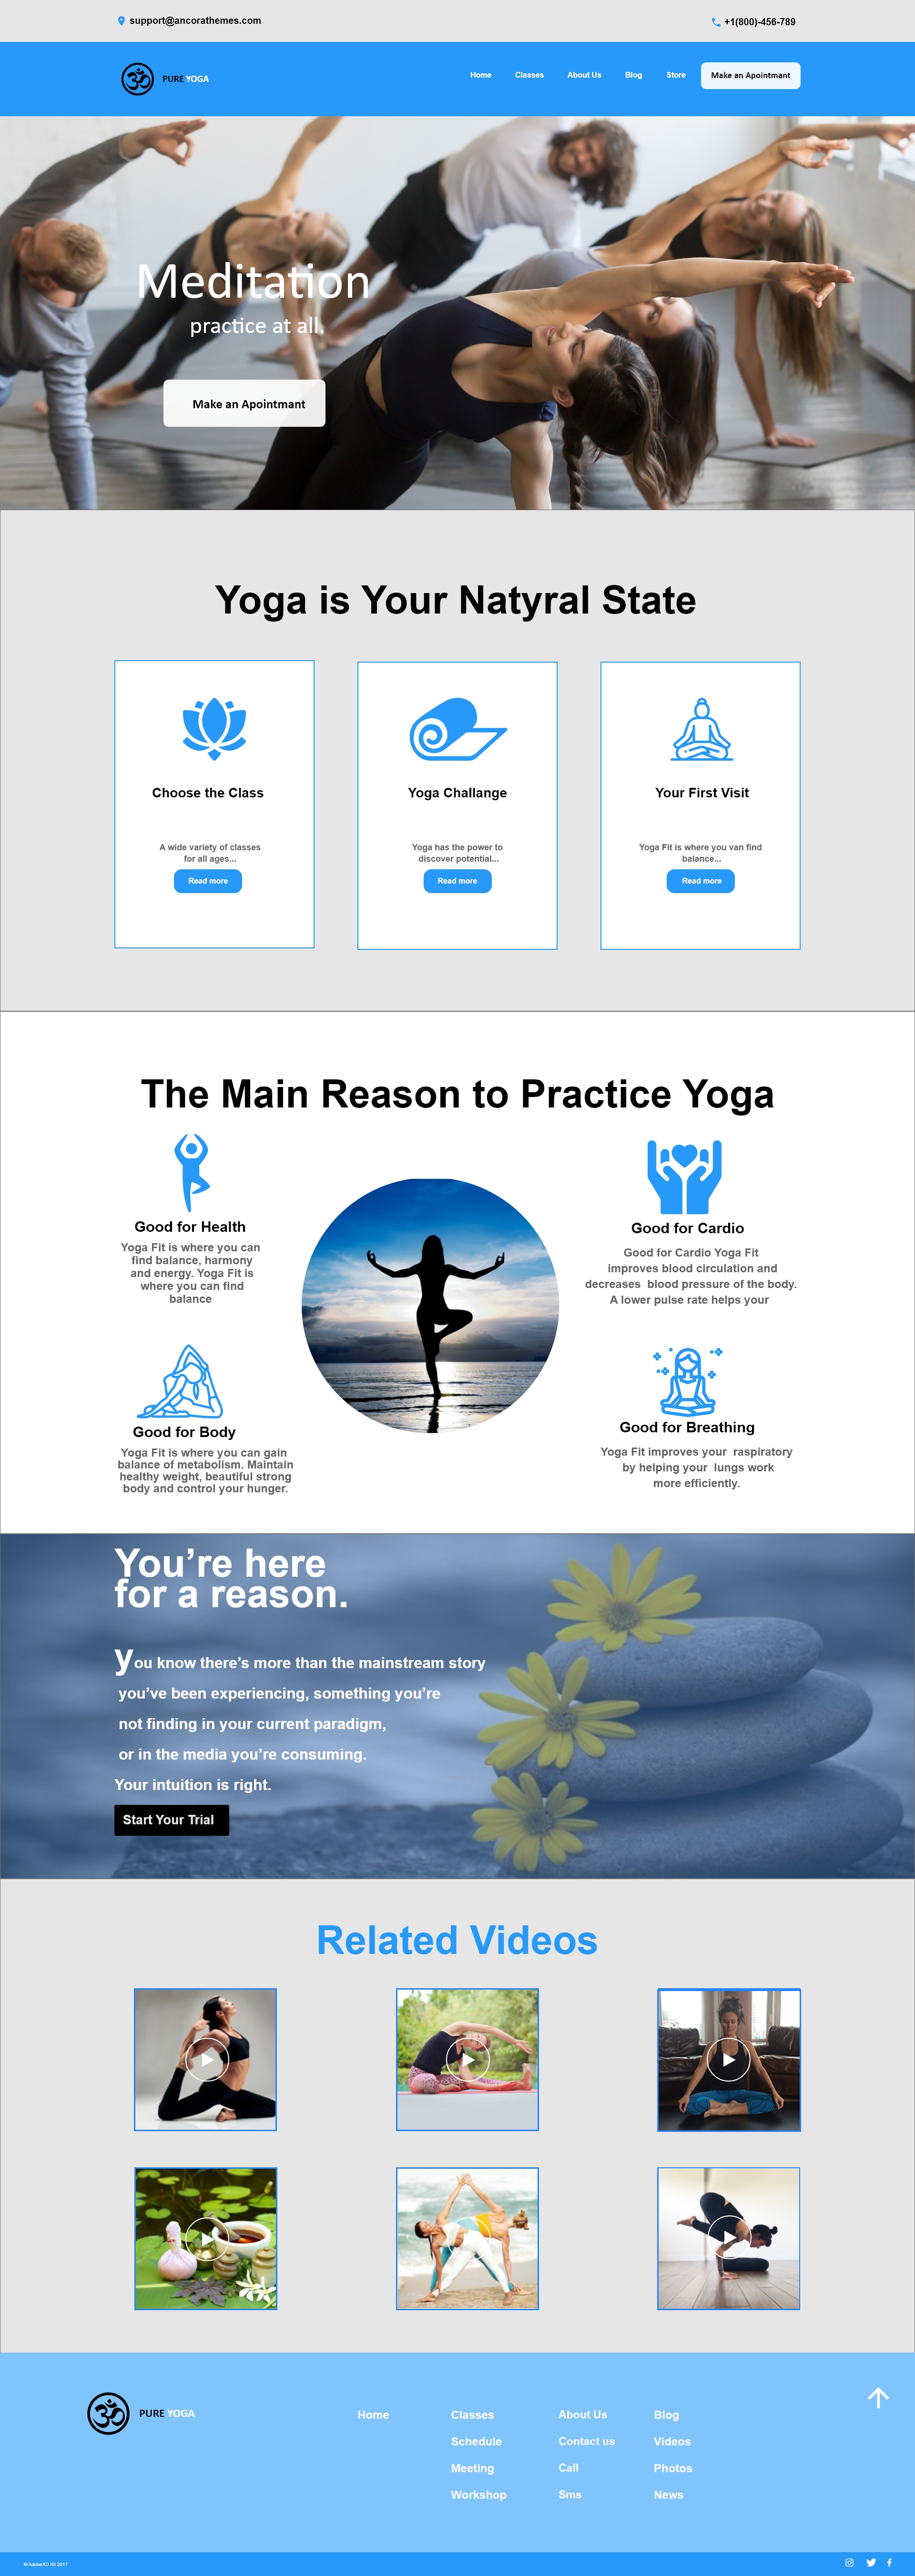 support@ancorathemes.com
+1(800)-456-789
PURE YOGA
Home Classes About Us Blog Store Make an Apointmant
Meditation
practice at all.
Make an Apointmant
Yoga is Your Natyral State
Choose the Class
A wide variety of classes
for all ages...
Read more
Yoga Challange
Yoga has the power to
discover potential...
Read more
Your First Visit
Yoga Fit is where you van find
balance...
Read more
The Main Reason to Practice Yoga
Good for Health
Yoga Fit is where you can
find balance, harmony
and energy. Yoga Fit is
where you can find
balance
Good for Cardio
Good for Cardio Yoga Fit
improves blood circulation and
decreases blood pressure of the body.
A lower pulse rate helps your
Good for Body
Yoga Fit is where you can gain
balance of metabolism. Maintain
healthy weight, beautiful strong
body and control your hunger.
Good for Breathing
Yoga Fit improves your raspiratory
by helping your lungs work
more efficiently.
You’re here
for a reason.
you know there’s more than the mainstream story
you’ve been experiencing, something you’re
not finding in your current paradigm,
or in the media you’re consuming.
Your intuition is right.
Start Your Trial
Related Videos
PURE YOGA
Home Classes About Us Blog
Schedule Contact us Videos
Meeting Call Photos
Workshop Sms News
© AdobeXD Kit 2017